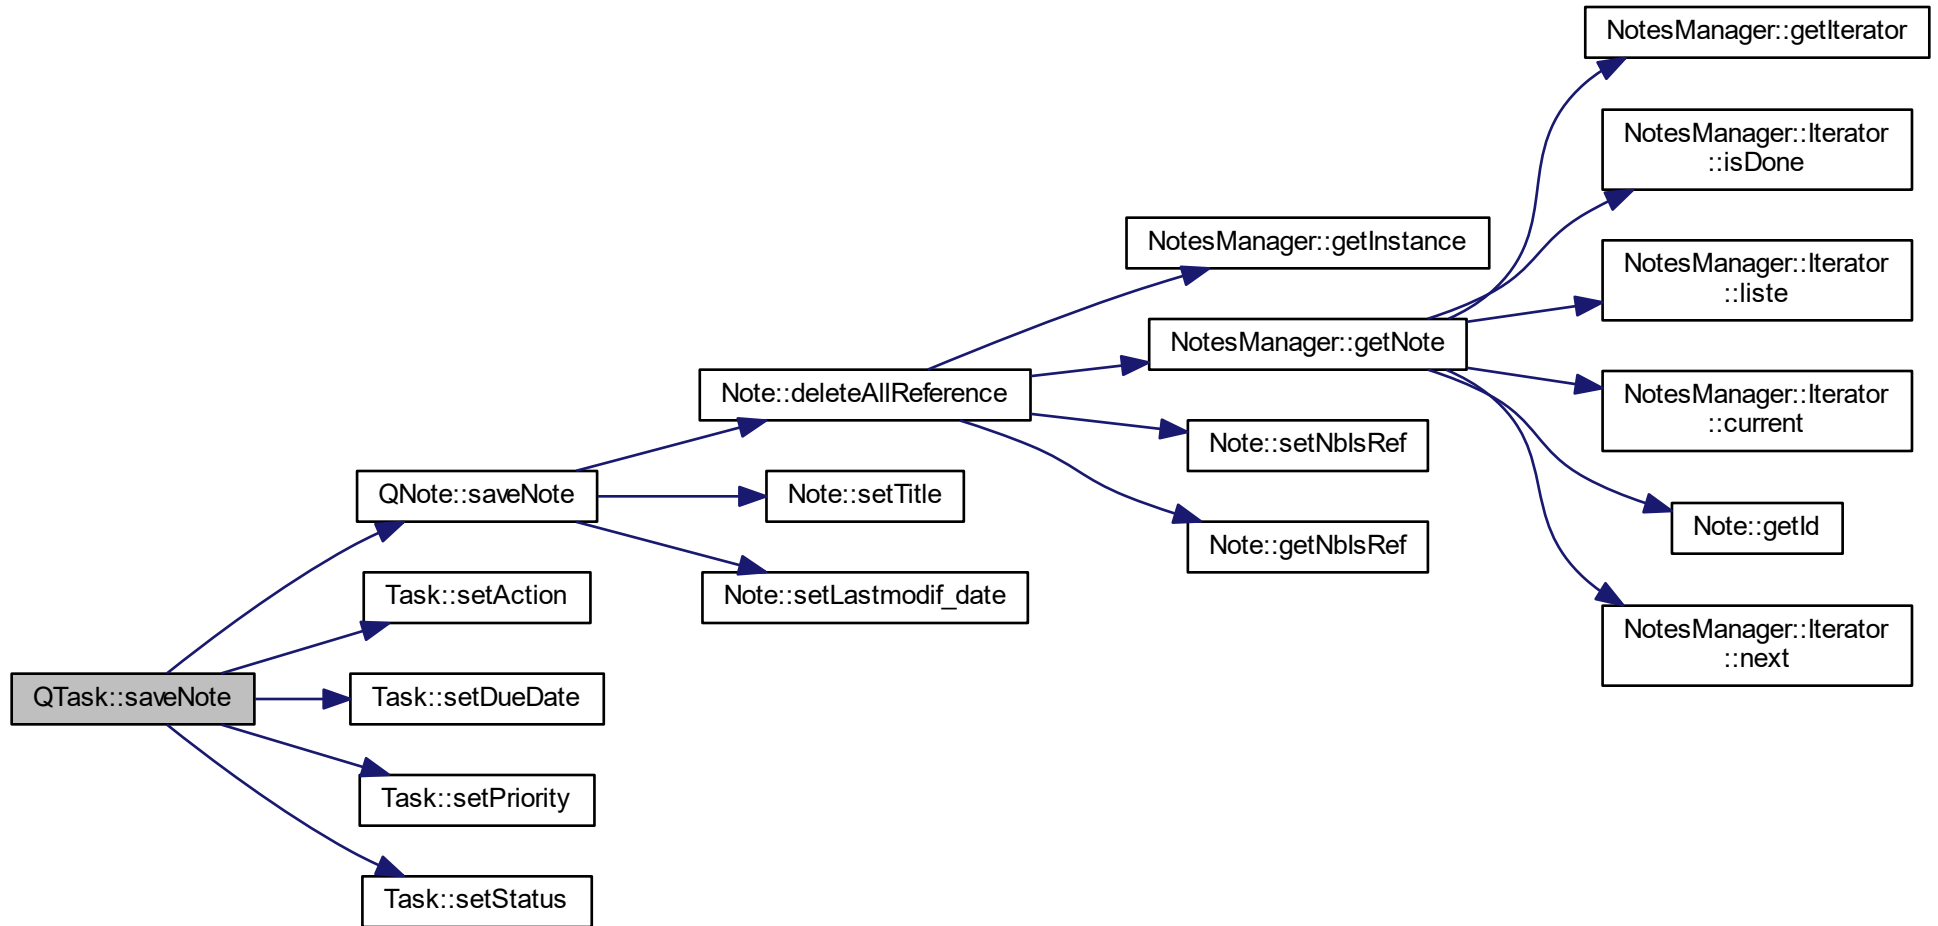 NotesManager::getIterator
NotesManager::Iterator
::isDone
NotesManager::getInstance
NotesManager::Iterator
::liste
NotesManager::getNote
Note::deleteAllReference
NotesManager::Iterator
::current
Note::setNbIsRef
QNote::saveNote
Note::setTitle
Note::getNbIsRef
Note::getId
Task::setAction
Note::setLastmodif_date
NotesManager::Iterator
::next
QTask::saveNote
Task::setDueDate
Task::setPriority
Task::setStatus